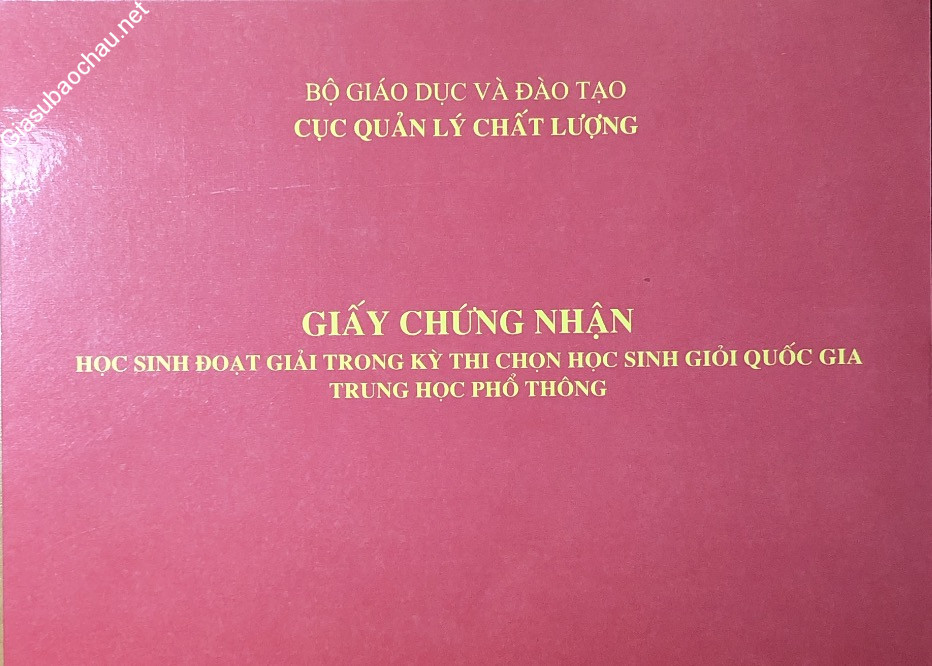 Giasubaochau.net
BỘ GIÁO DỤC VÀ ĐÀO TẠO
CỤC QUẢN LÝ CHẤT LƯỢNG
GIẤY CHỨNG NHẬN
HỌC SINH ĐOẠT GIẢI TRONG KỲ THI CHỌN HỌC SINH GIỎI QUỐC GIA
TRUNG HỌC PHỔ THÔNG